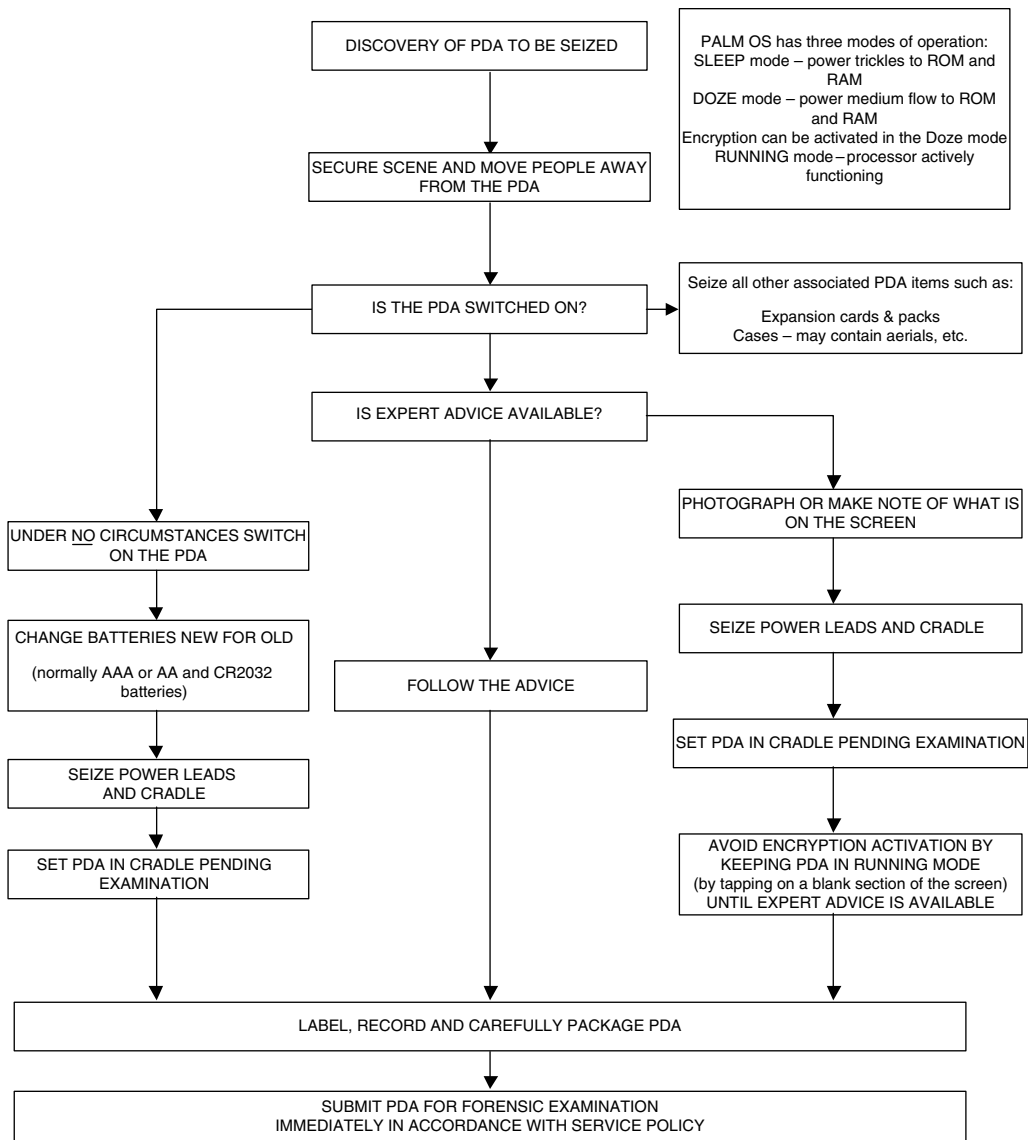 DISCOVERY OF PDA TO BE SEIZED
PALM OS has three modes of operation:
SLEEP mode – power trickles to ROM and
RAM
DOZE mode – power medium flow to ROM
and RAM
Encryption can be activated in the Doze mode
RUNNING mode – processor actively
functioning
SECURE SCENE AND MOVE PEOPLE AWAY
FROM THE PDA
IS THE PDA SWITCHED ON?
Seize all other associated PDA items such as:
Expansion cards & packs
Cases – may contain aerials, etc.
IS EXPERT ADVICE AVAILABLE?
UNDER NO CIRCUMSTANCES SWITCH
ON THE PDA
CHANGE BATTERIES NEW FOR OLD
(normally AAA or AA and CR2032
batteries)
SEIZE POWER LEADS
AND CRADLE
SET PDA IN CRADLE PENDING
EXAMINATION
FOLLOW THE ADVICE
PHOTOGRAPH OR MAKE NOTE OF WHAT IS
ON THE SCREEN
SEIZE POWER LEADS AND CRADLE
SET PDA IN CRADLE PENDING EXAMINATION
AVOID ENCRYPTION ACTIVATION BY
KEEPING PDA IN RUNNING MODE
(by tapping on a blank section of the screen)
UNTIL EXPERT ADVICE IS AVAILABLE
LABEL, RECORD AND CAREFULLY PACKAGE PDA
SUBMIT PDA FOR FORENSIC EXAMINATION
IMMEDIATELY IN ACCORDANCE WITH SERVICE POLICY